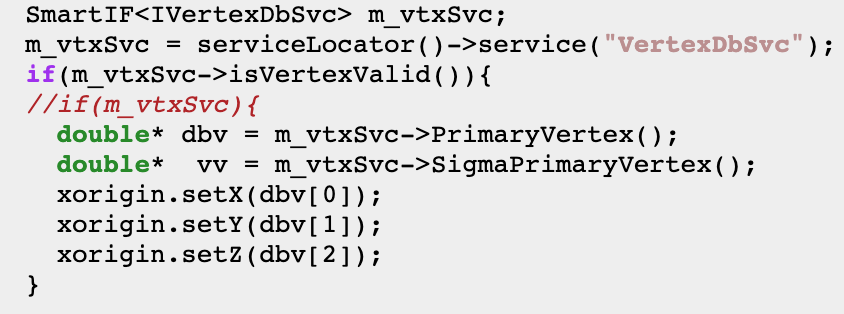 SmartIF<IVertexDbSvc> m_vtxSvc;
m_vtxSvc = serviceLocator()->service("VertexDbSvc");
if(m_vtxSvc->isVertexValid()){
//if(m_vtxSvc){
  double* dbv = m_vtxSvc->PrimaryVertex();
  double*  vv = m_vtxSvc->SigmaPrimaryVertex();
  xorigin.setX(dbv[0]);
  xorigin.setY(dbv[1]);
  xorigin.setZ(dbv[2]);
}